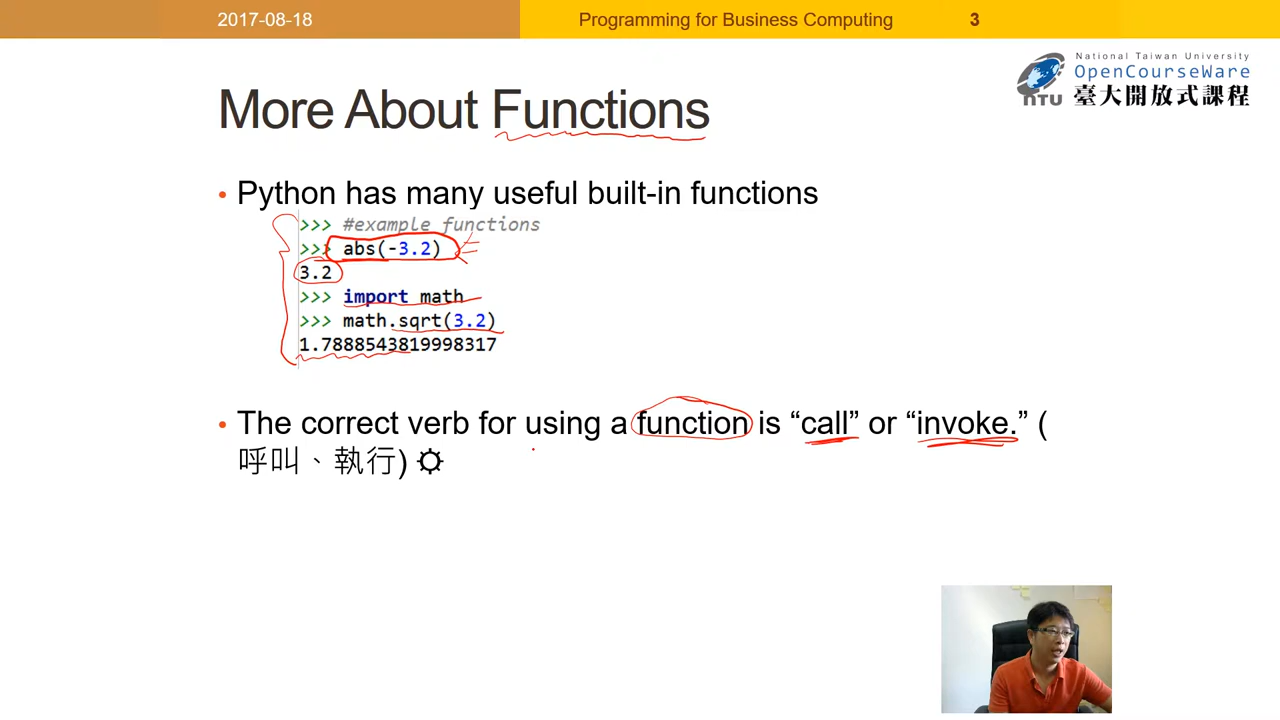 2017-08-18
Programming for Business Computing
3
National Taiwan University
OpenCourseWare
NTU
臺大開放式課程
More About Functions
• Python has many useful built-in functions
>>> #example functions
>>> abs(-3.2)
3.2
>>> import math
>>> math.sqrt(3.2)
1.7888543819998317
• The correct verb for using a function is “call” or “invoke.” (
呼叫、執行) ☼